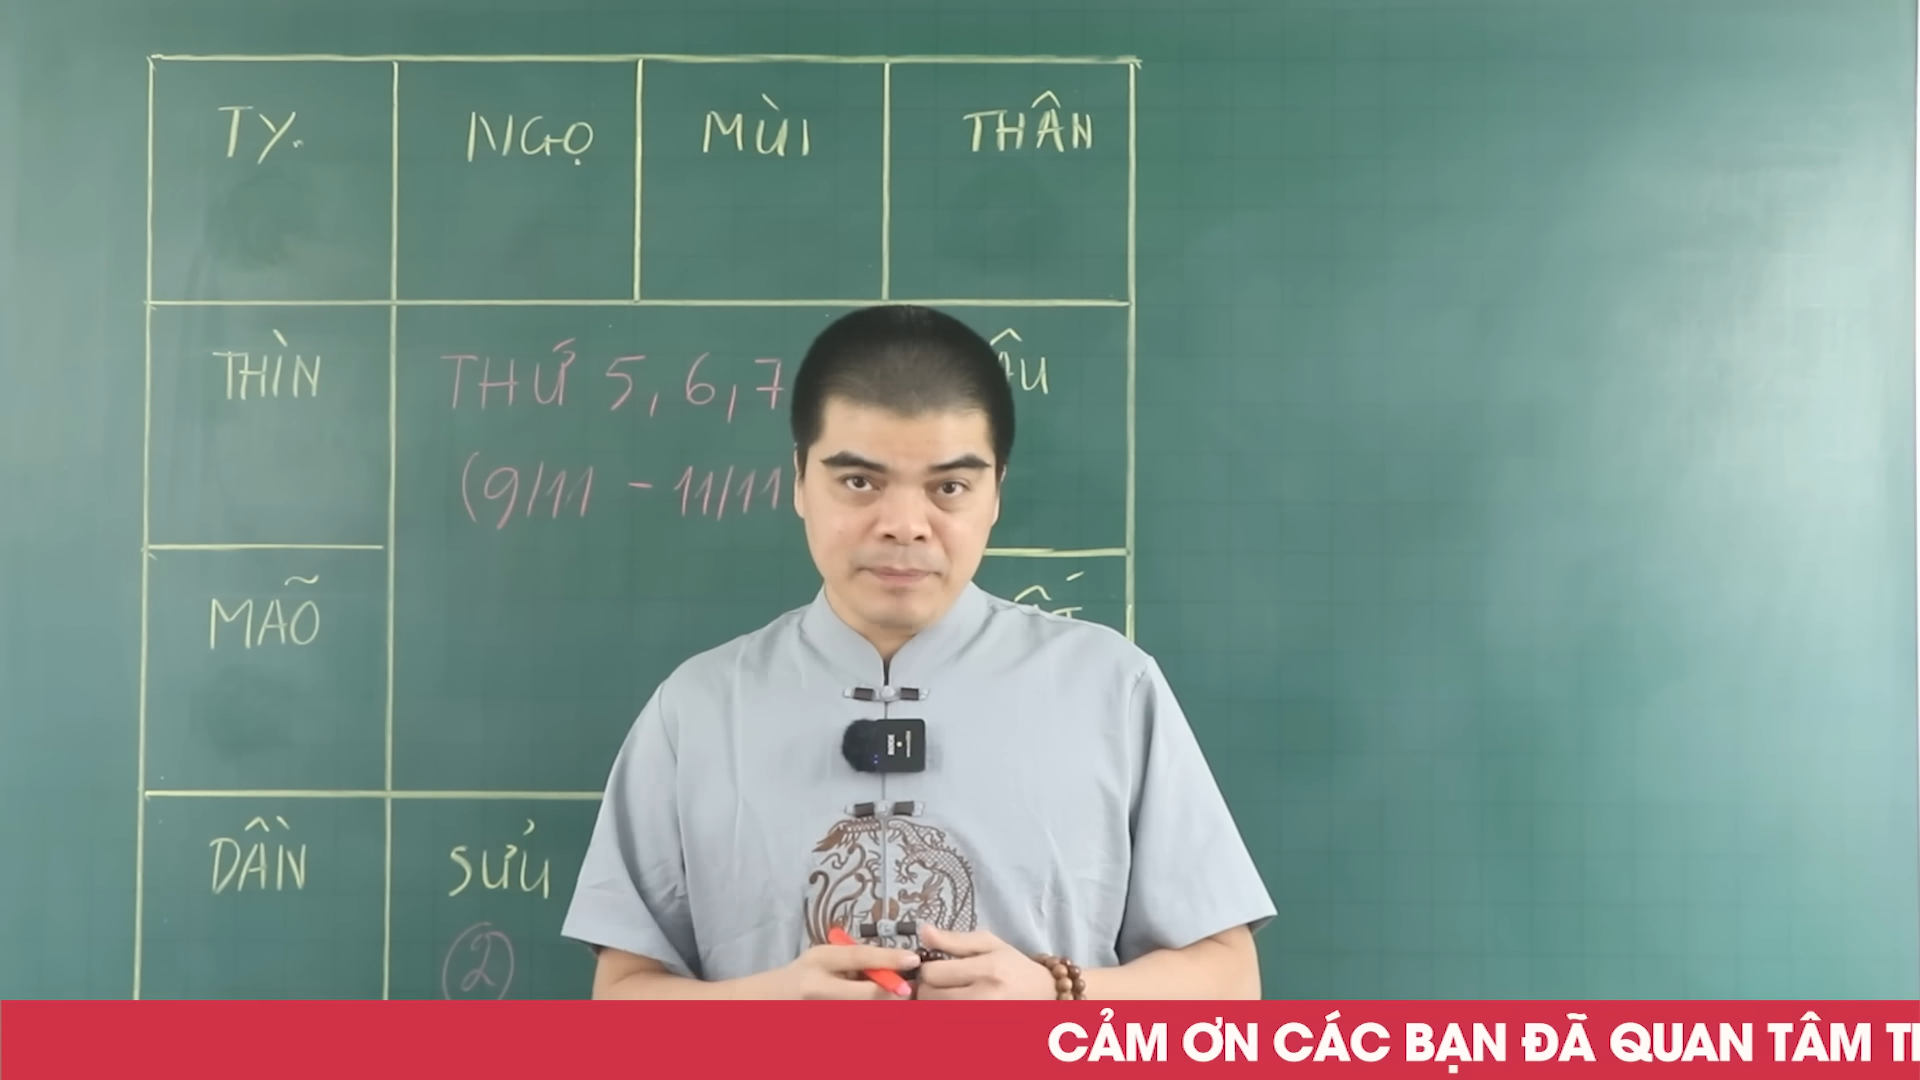 TỴ NGỌ MÙI THÂN
THÌN
THỨ 5, 6, 7
(9/11 - 11/11
MÃO
DẦN
SỬU
2
CẢM ƠN CÁC BẠN ĐÃ QUAN TÂM